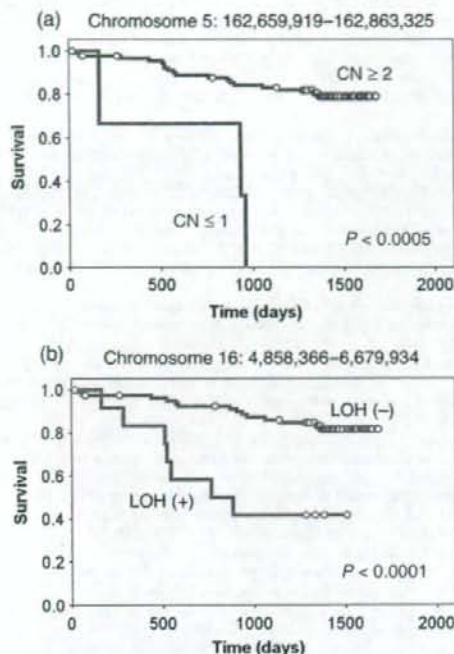 (a) Chromosome 5: 162,659,919–162,863,325
1.0
0.8
0.6
0.4
0.2
0.0
Survival
CN ≥ 2
CN ≤ 1
P < 0.0005
0 500 1000 1500 2000
Time (days)
(b) Chromosome 16: 4,858,366–6,679,934
1.0
0.8
0.6
0.4
0.2
0.0
Survival
LOH (–)
LOH (+)
P < 0.0001
0 500 1000 1500 2000
Time (days)